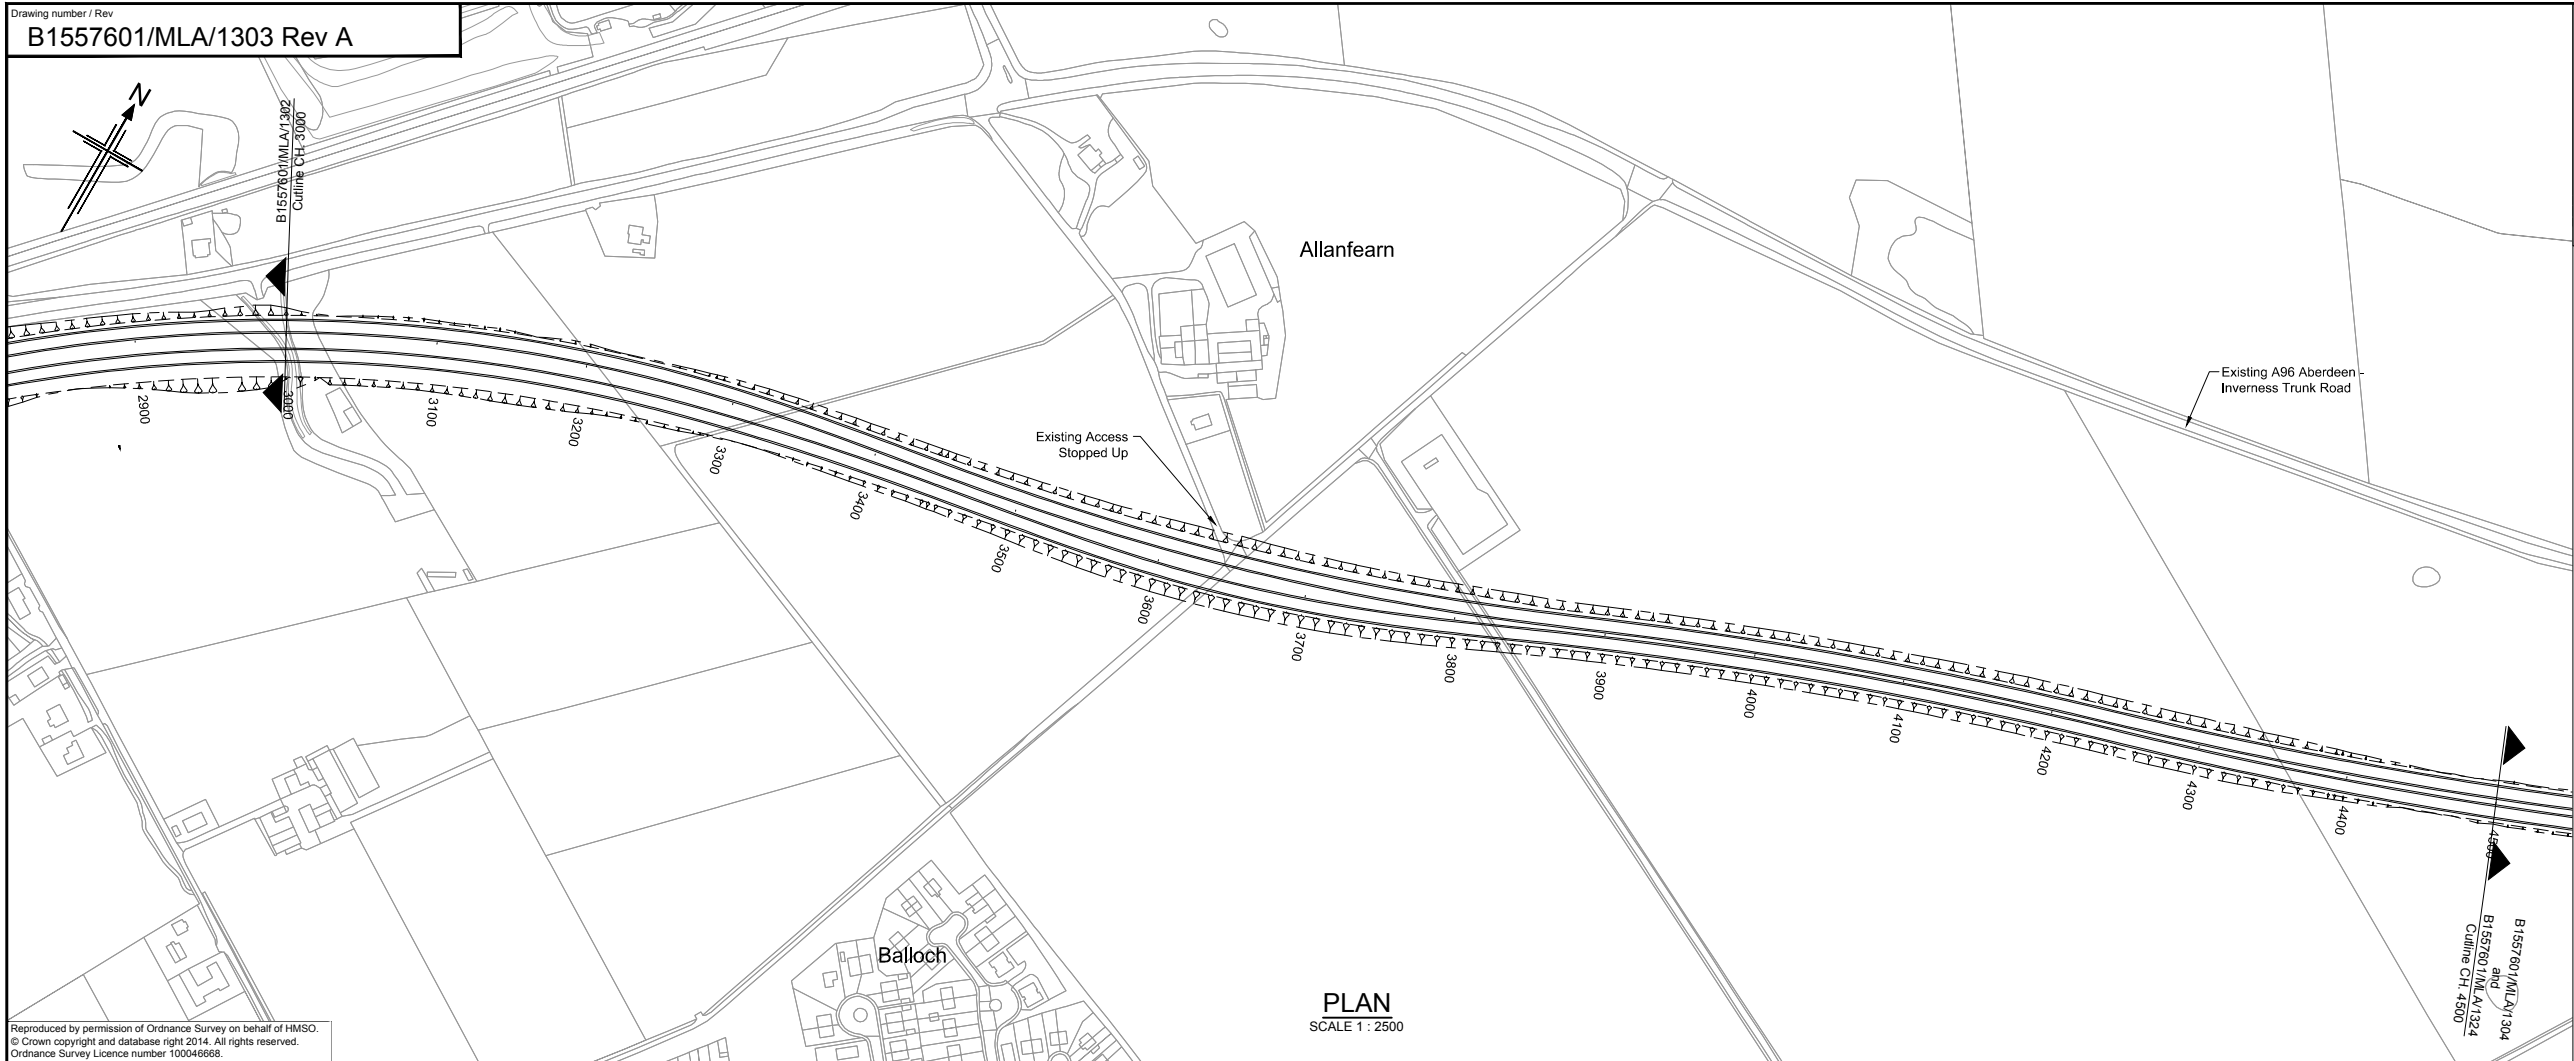 Drawing number / Rev
B1557601/MLA/1303 Rev A
N
B1557601/MLA/1302
Cutline CH. 3000
Allanfearn
Existing A96 Aberdeen -
Inverness Trunk Road
Existing Access
Stopped Up
2900
3000
3100
3200
3300
3400
3500
3600
3700
3800
3900
4000
4100
4200
4300
4400
4500
Balloch
B1557601/MLA/1304
and
B1557601/MLA/1324
Cutline CH. 4500
PLAN
SCALE 1 : 2500
Reproduced by permission of Ordnance Survey on behalf of HMSO.
© Crown copyright and database right 2014. All rights reserved.
Ordnance Survey Licence number 100046668.